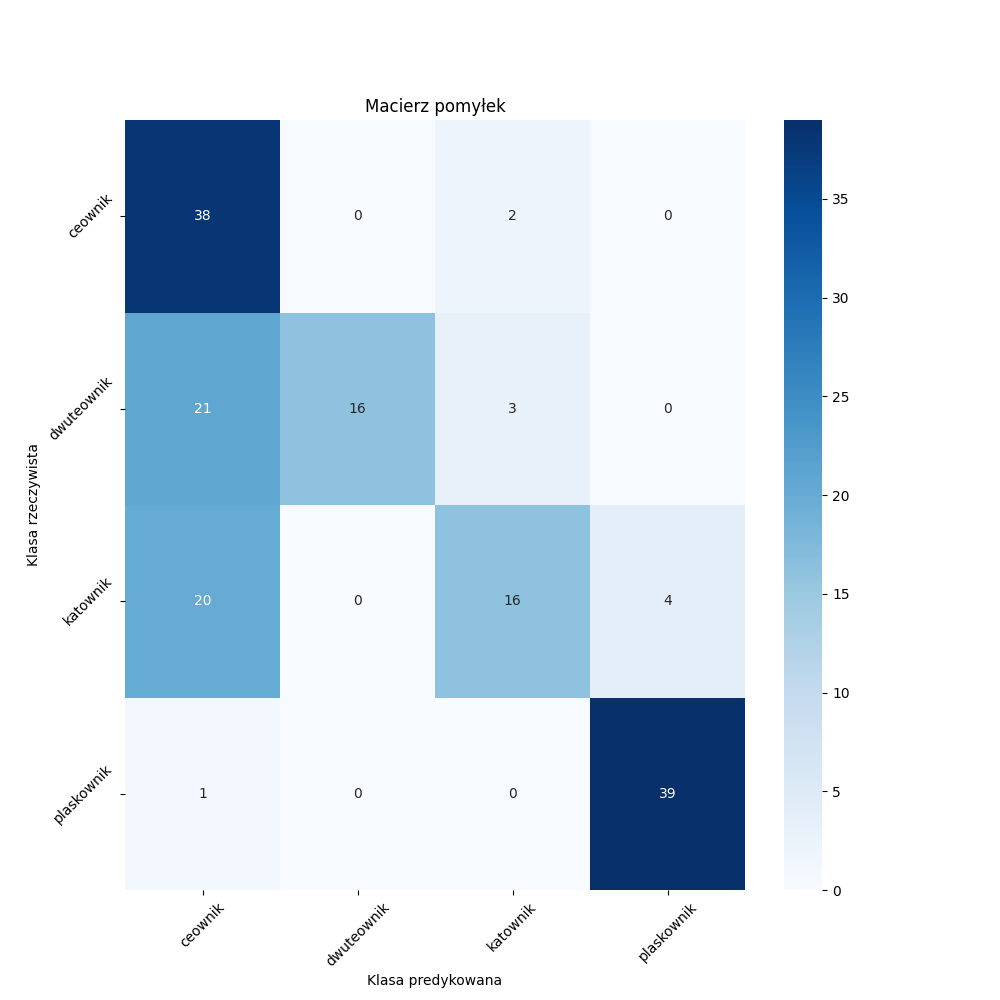 Macierz pomyłek
Klasa rzeczywista
ceownik
38 0 2 0
dwuteownik
21 16 3 0
katownik
20 0 16 4
plaskownik
1 0 0 39
ceownik dwuteownik katownik plaskownik
Klasa predykowana
35
30
25
20
15
10
5
0